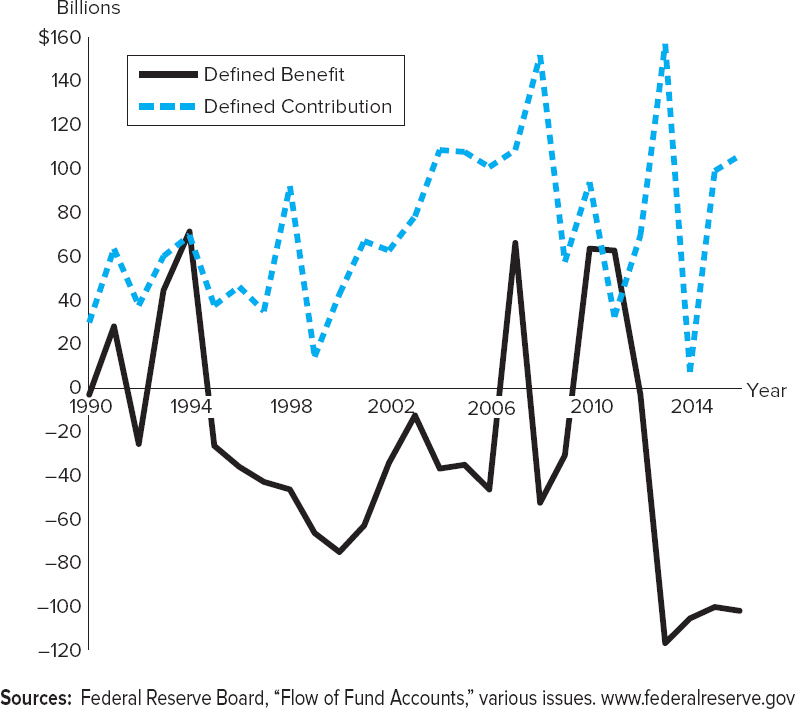 Billions
$160
140
120
100
80
60
40
20
0
–20
–40
–60
–80
–100
–120
Defined Benefit
Defined Contribution
1990 1994 1998 2002 2006 2010 2014
Year
Sources: Federal Reserve Board, “Flow of Fund Accounts,” various issues. www.federalreserve.gov